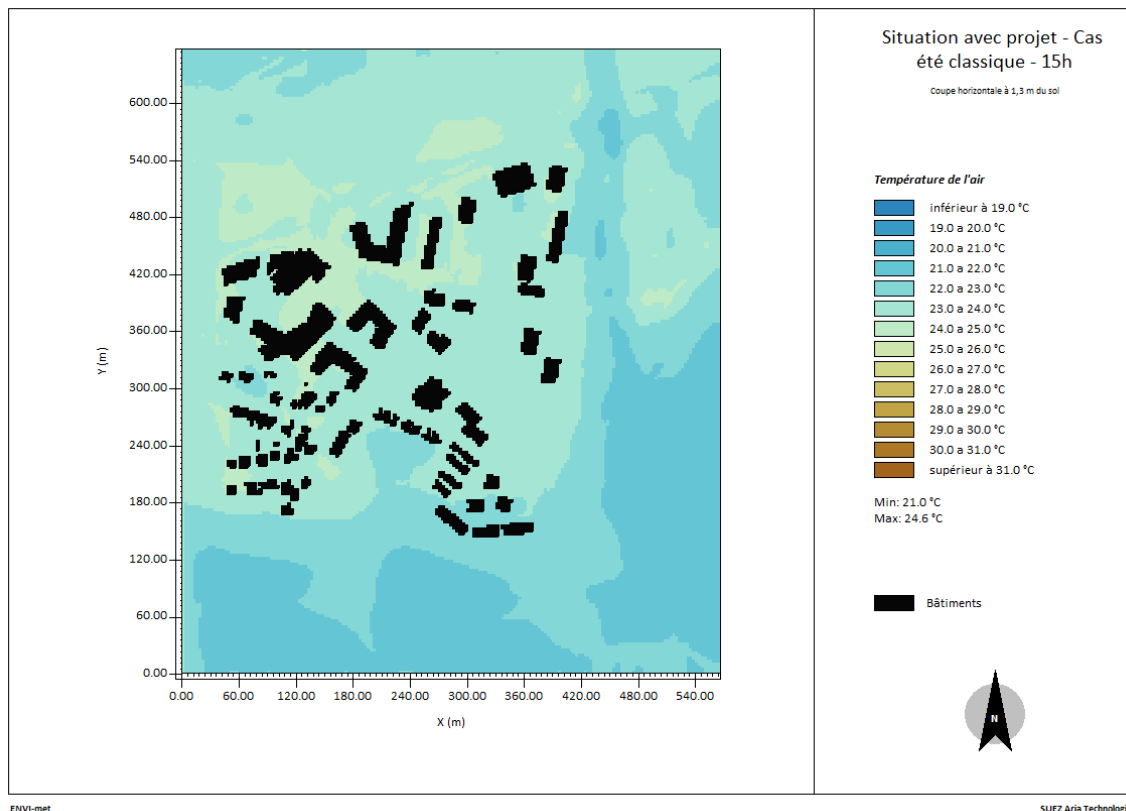 Situation avec projet - Cas
été classique - 15h
Coupe horizontale à 1,3 m du sol
Température de l'air
inférieur à 19.0 °C
19.0 a 20.0 °C
20.0 a 21.0 °C
21.0 a 22.0 °C
22.0 a 23.0 °C
23.0 a 24.0 °C
24.0 a 25.0 °C
25.0 a 26.0 °C
26.0 a 27.0 °C
27.0 a 28.0 °C
28.0 a 29.0 °C
29.0 a 30.0 °C
30.0 a 31.0 °C
supérieur à 31.0 °C
Min: 21.0 °C
Max: 24.6 °C
Bâtiments
N
600.00
540.00
480.00
420.00
360.00
300.00
240.00
180.00
120.00
60.00
0.00
Y (m)
0.00 60.00 120.00 180.00 240.00 300.00 360.00 420.00 480.00 540.00
X (m)
ENVI-met
SUEZ Aria Technologi